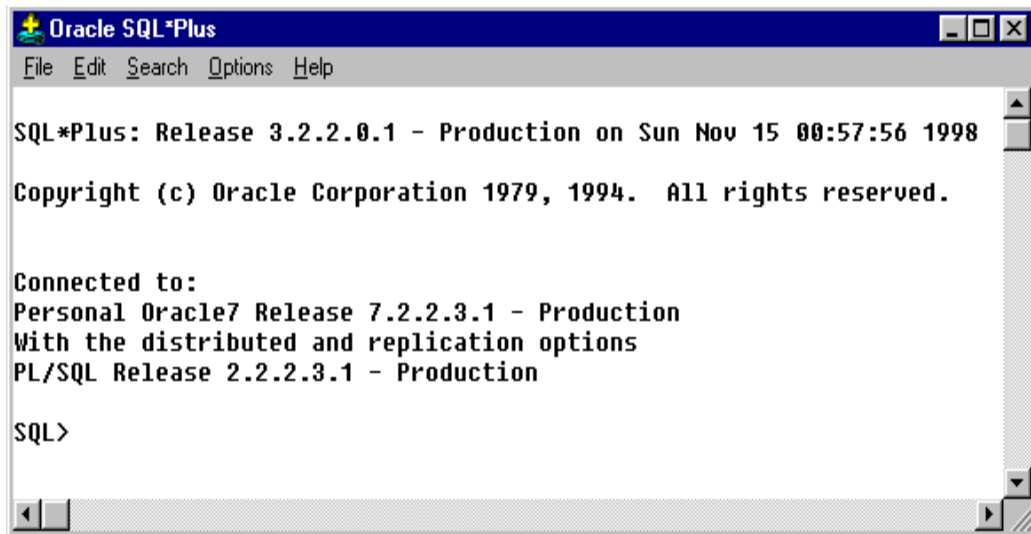 Oracle SQL*Plus
File Edit Search Options Help
SQL*Plus: Release 3.2.2.0.1 - Production on Sun Nov 15 00:57:56 1998
Copyright (c) Oracle Corporation 1979, 1994.  All rights reserved.
Connected to:
Personal Oracle7 Release 7.2.2.3.1 - Production
With the distributed and replication options
PL/SQL Release 2.2.2.3.1 - Production
SQL>